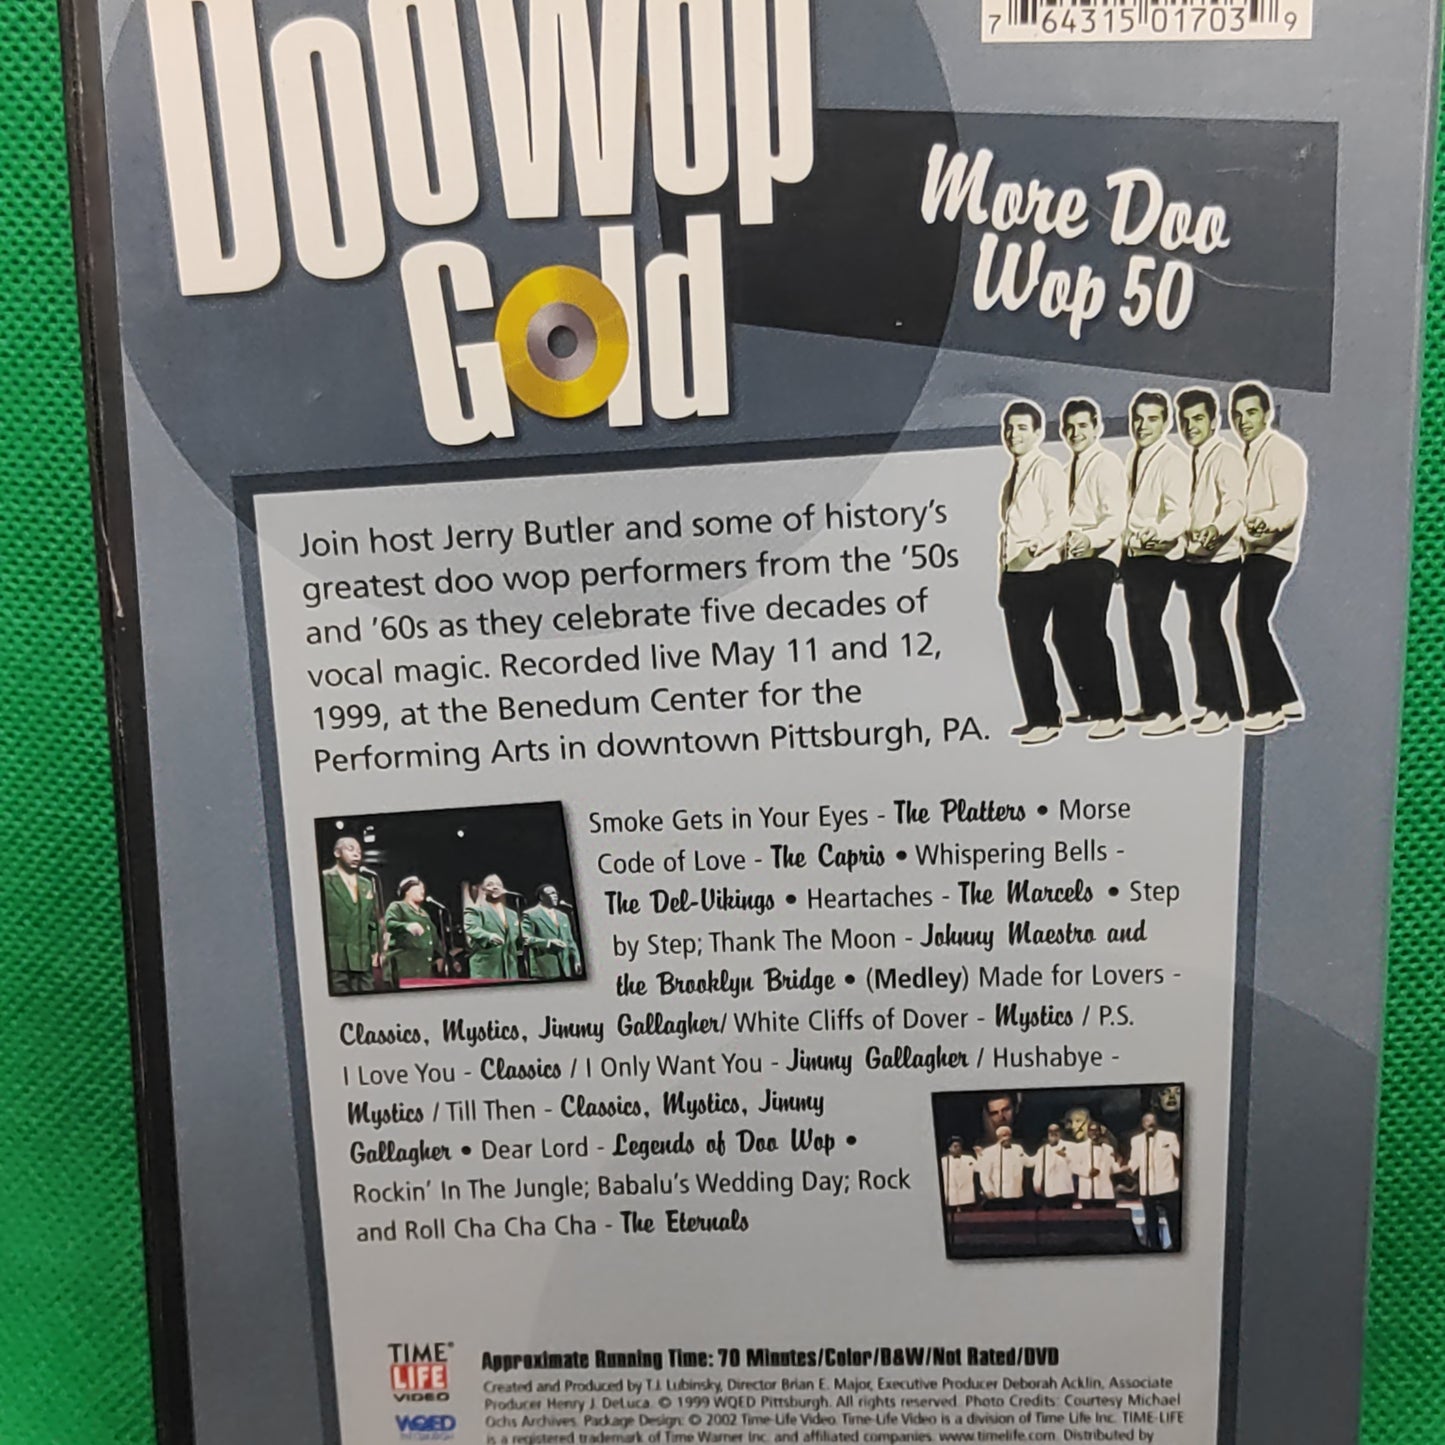 7 64315 01703 9
Doo Wop
Gold
More Doo
Wop 50
Join host Jerry Butler and some of history's
greatest doo wop performers from the '50s
and '60s as they celebrate five decades of
vocal magic. Recorded live May 11 and 12,
1999, at the Benedum Center for the
Performing Arts in downtown Pittsburgh, PA.
Smoke Gets in Your Eyes - The Platters • Morse
Code of Love - The Capris • Whispering Bells -
The Del-Vikings • Heartaches - The Marcels • Step
by Step; Thank The Moon - Johnny Maestro and
the Brooklyn Bridge • (Medley) Made for Lovers -
Classics, Mystics, Jimmy Gallagher/ White Cliffs of Dover - Mystics / P.S.
I Love You - Classics / I Only Want You - Jimmy Gallagher / Hushabye -
Mystics / Till Then - Classics, Mystics, Jimmy
Gallagher • Dear Lord - Legends of Doo Wop •
Rockin' In The Jungle; Babalu's Wedding Day; Rock
and Roll Cha Cha Cha - The Eternals
TIME
LIFE
VIDEO
WQED
Approximate Running Time: 70 Minutes/Color/B&W/Not Rated/DVD
Created and Produced by T.J. Lubinsky, Director Brian E. Major, Executive Producer Deborah Acklin, Associate
Producer Henry J. DeLuca. © 1999 WQED Pittsburgh. All rights reserved. Photo Credits: Courtesy Michael
Ochs Archives. Package Design: © 2002 Time-Life Video. Time-Life Video is a division of Time Life Inc. TIME-LIFE
is a registered trademark of Time Warner Inc. and affiliated companies. www.timelife.com. Distributed by